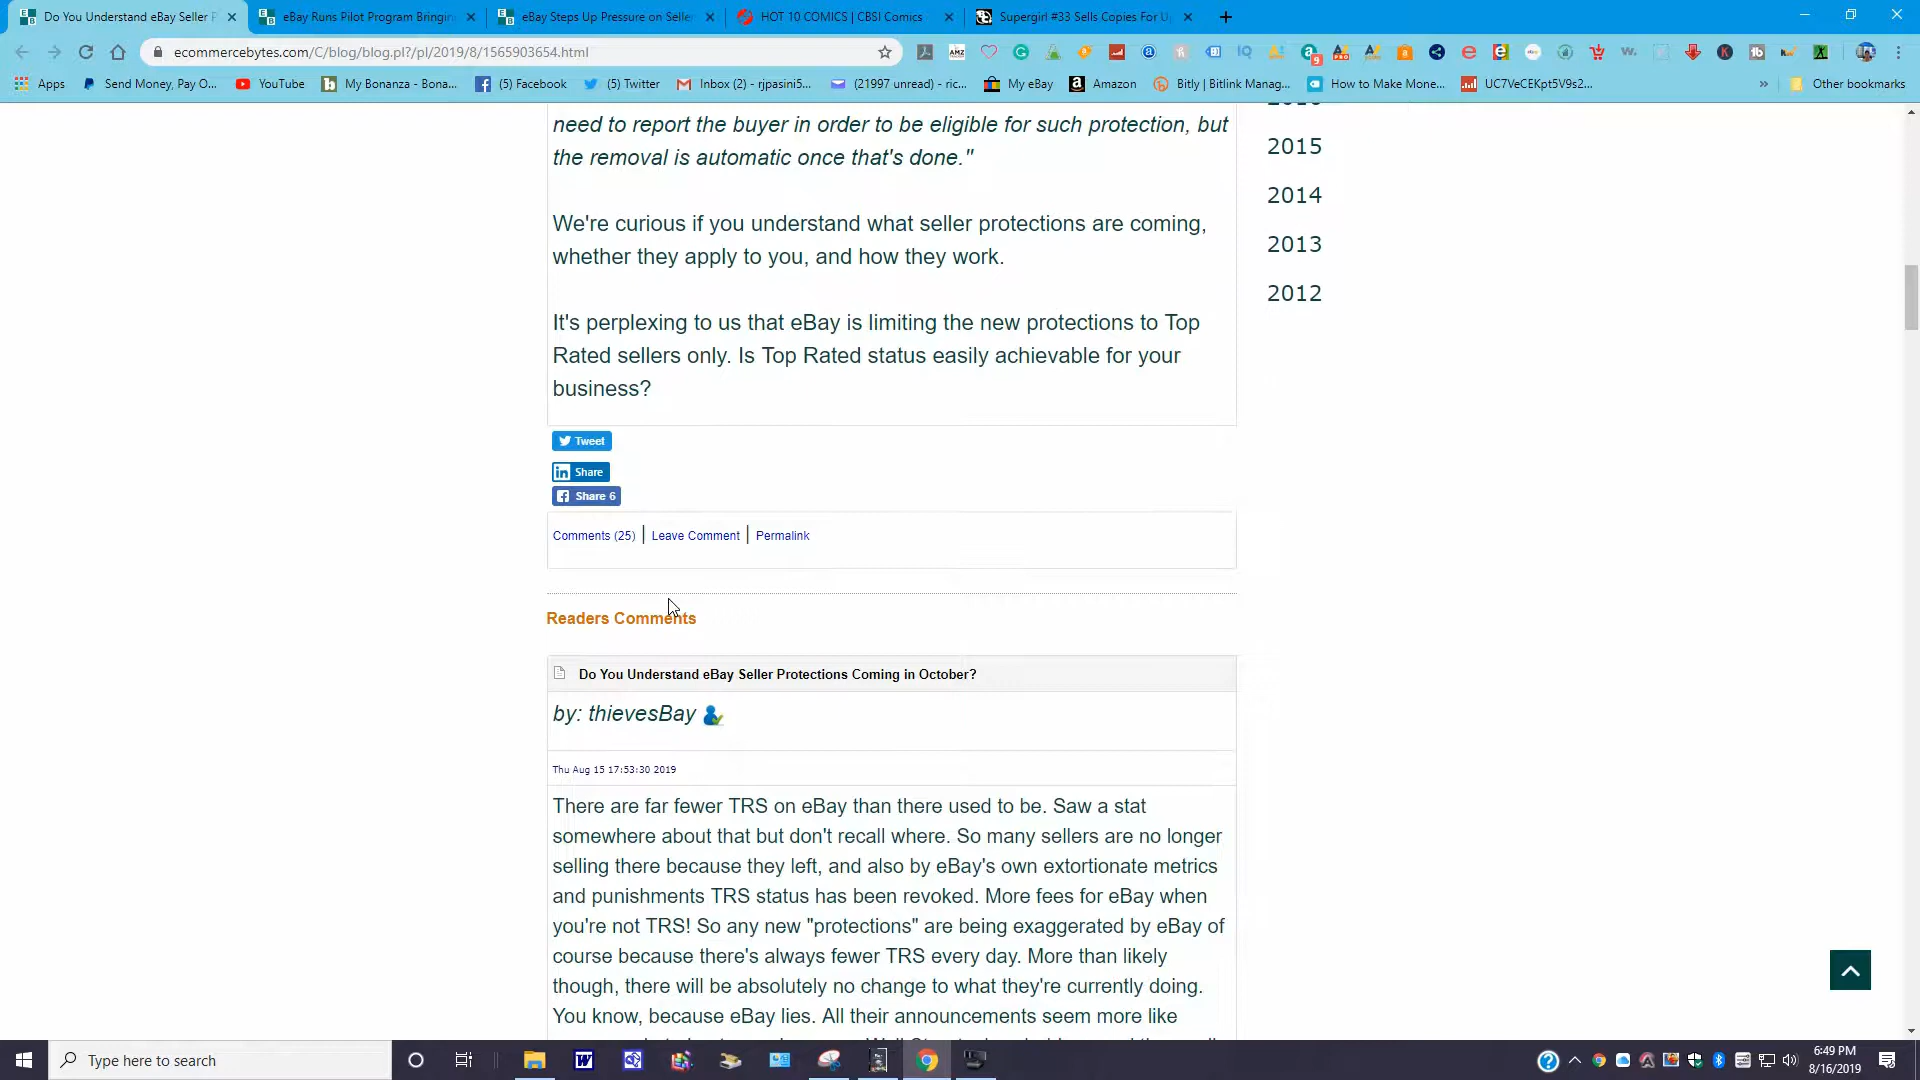 Do You Understand eBay Seller P
eBay Runs Pilot Program Bringin
eBay Steps Up Pressure on Selle
HOT 10 COMICS | CBSI Comics
Supergirl #33 Sells Copies For U
ecommercebytes.com/C/blog/blog.pl?/pl/2019/8/1565903654.html
Apps
Send Money, Pay O...
YouTube
My Bonanza - Bona...
(5) Facebook
(5) Twitter
Inbox (2) - rjpasini5...
(21997 unread) - ric...
My eBay
Amazon
Bitly | Bitlink Manag...
How to Make Mone...
UC7VeCEKpt5V9s2...
Other bookmarks
need to report the buyer in order to be eligible for such protection, but
the removal is automatic once that's done."
We're curious if you understand what seller protections are coming,
whether they apply to you, and how they work.
It's perplexing to us that eBay is limiting the new protections to Top
Rated sellers only. Is Top Rated status easily achievable for your
business?
2015
2014
2013
2012
Tweet
Share
Share 6
Comments (25) | Leave Comment | Permalink
Readers Comments
Do You Understand eBay Seller Protections Coming in October?
by: thievesBay
Thu Aug 15 17:53:30 2019
There are far fewer TRS on eBay than there used to be. Saw a stat
somewhere about that but don't recall where. So many sellers are no longer
selling there because they left, and also by eBay's own extortionate metrics
and punishments TRS status has been revoked. More fees for eBay when
you're not TRS! So any new "protections" are being exaggerated by eBay of
course because there's always fewer TRS every day. More than likely
though, there will be absolutely no change to what they're currently doing.
You know, because eBay lies. All their announcements seem more like
Type here to search
6:49 PM
8/16/2019